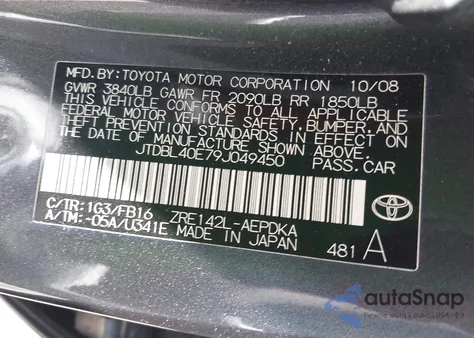 MFD. BY: TOYOTA MOTOR CORPORATION 10/08
GVWR 3840LB GAWR FR 2090LB RR 1850LB
THIS VEHICLE CONFORMS TO ALL APPLICABLE
FEDERAL MOTOR VEHICLE SAFETY, BUMPER, AND
THEFT PREVENTION STANDARDS IN EFFECT ON
THE DATE OF MANUFACTURE SHOWN ABOVE.
JTDBL40E79J049450 PASS.CAR
C/TR:1G3/FB16 ZRE142L-AEPDKA
A/TM:-05A/U341E MADE IN JAPAN 481 A
TOYOTA
autoSnap